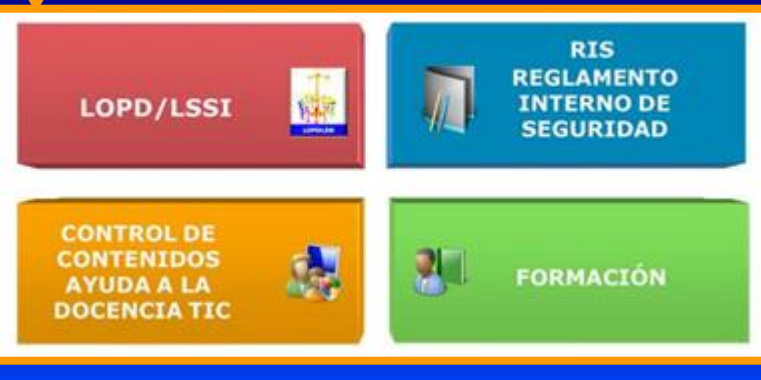 LOPD/LSSI
RIS
REGLAMENTO
INTERNO DE
SEGURIDAD
CONTROL DE
CONTENIDOS
AYUDA A LA
DOCENCIA TIC
FORMACIÓN